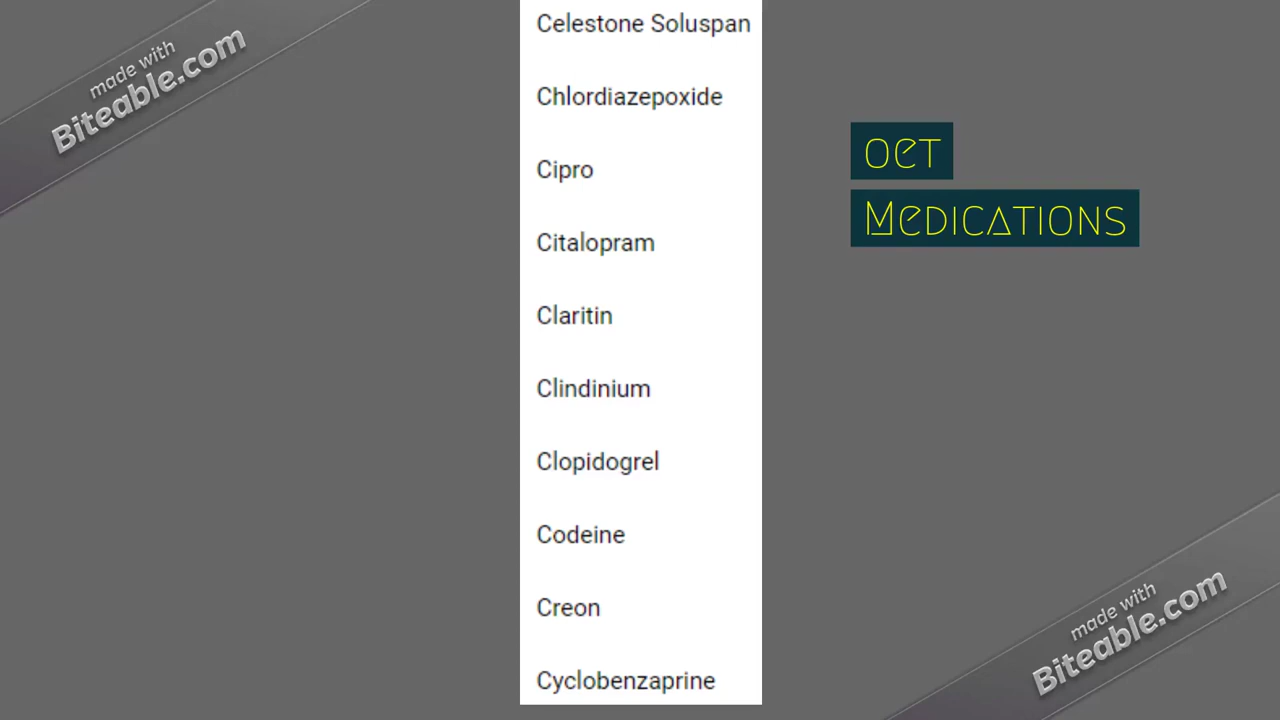 made with
Biteable.com
Celestone Soluspan
Chlordiazepoxide
Cipro
Citalopram
Claritin
Clindinium
Clopidogrel
Codeine
Creon
Cyclobenzaprine
OET
MEDICATIONS
made with
Biteable.com